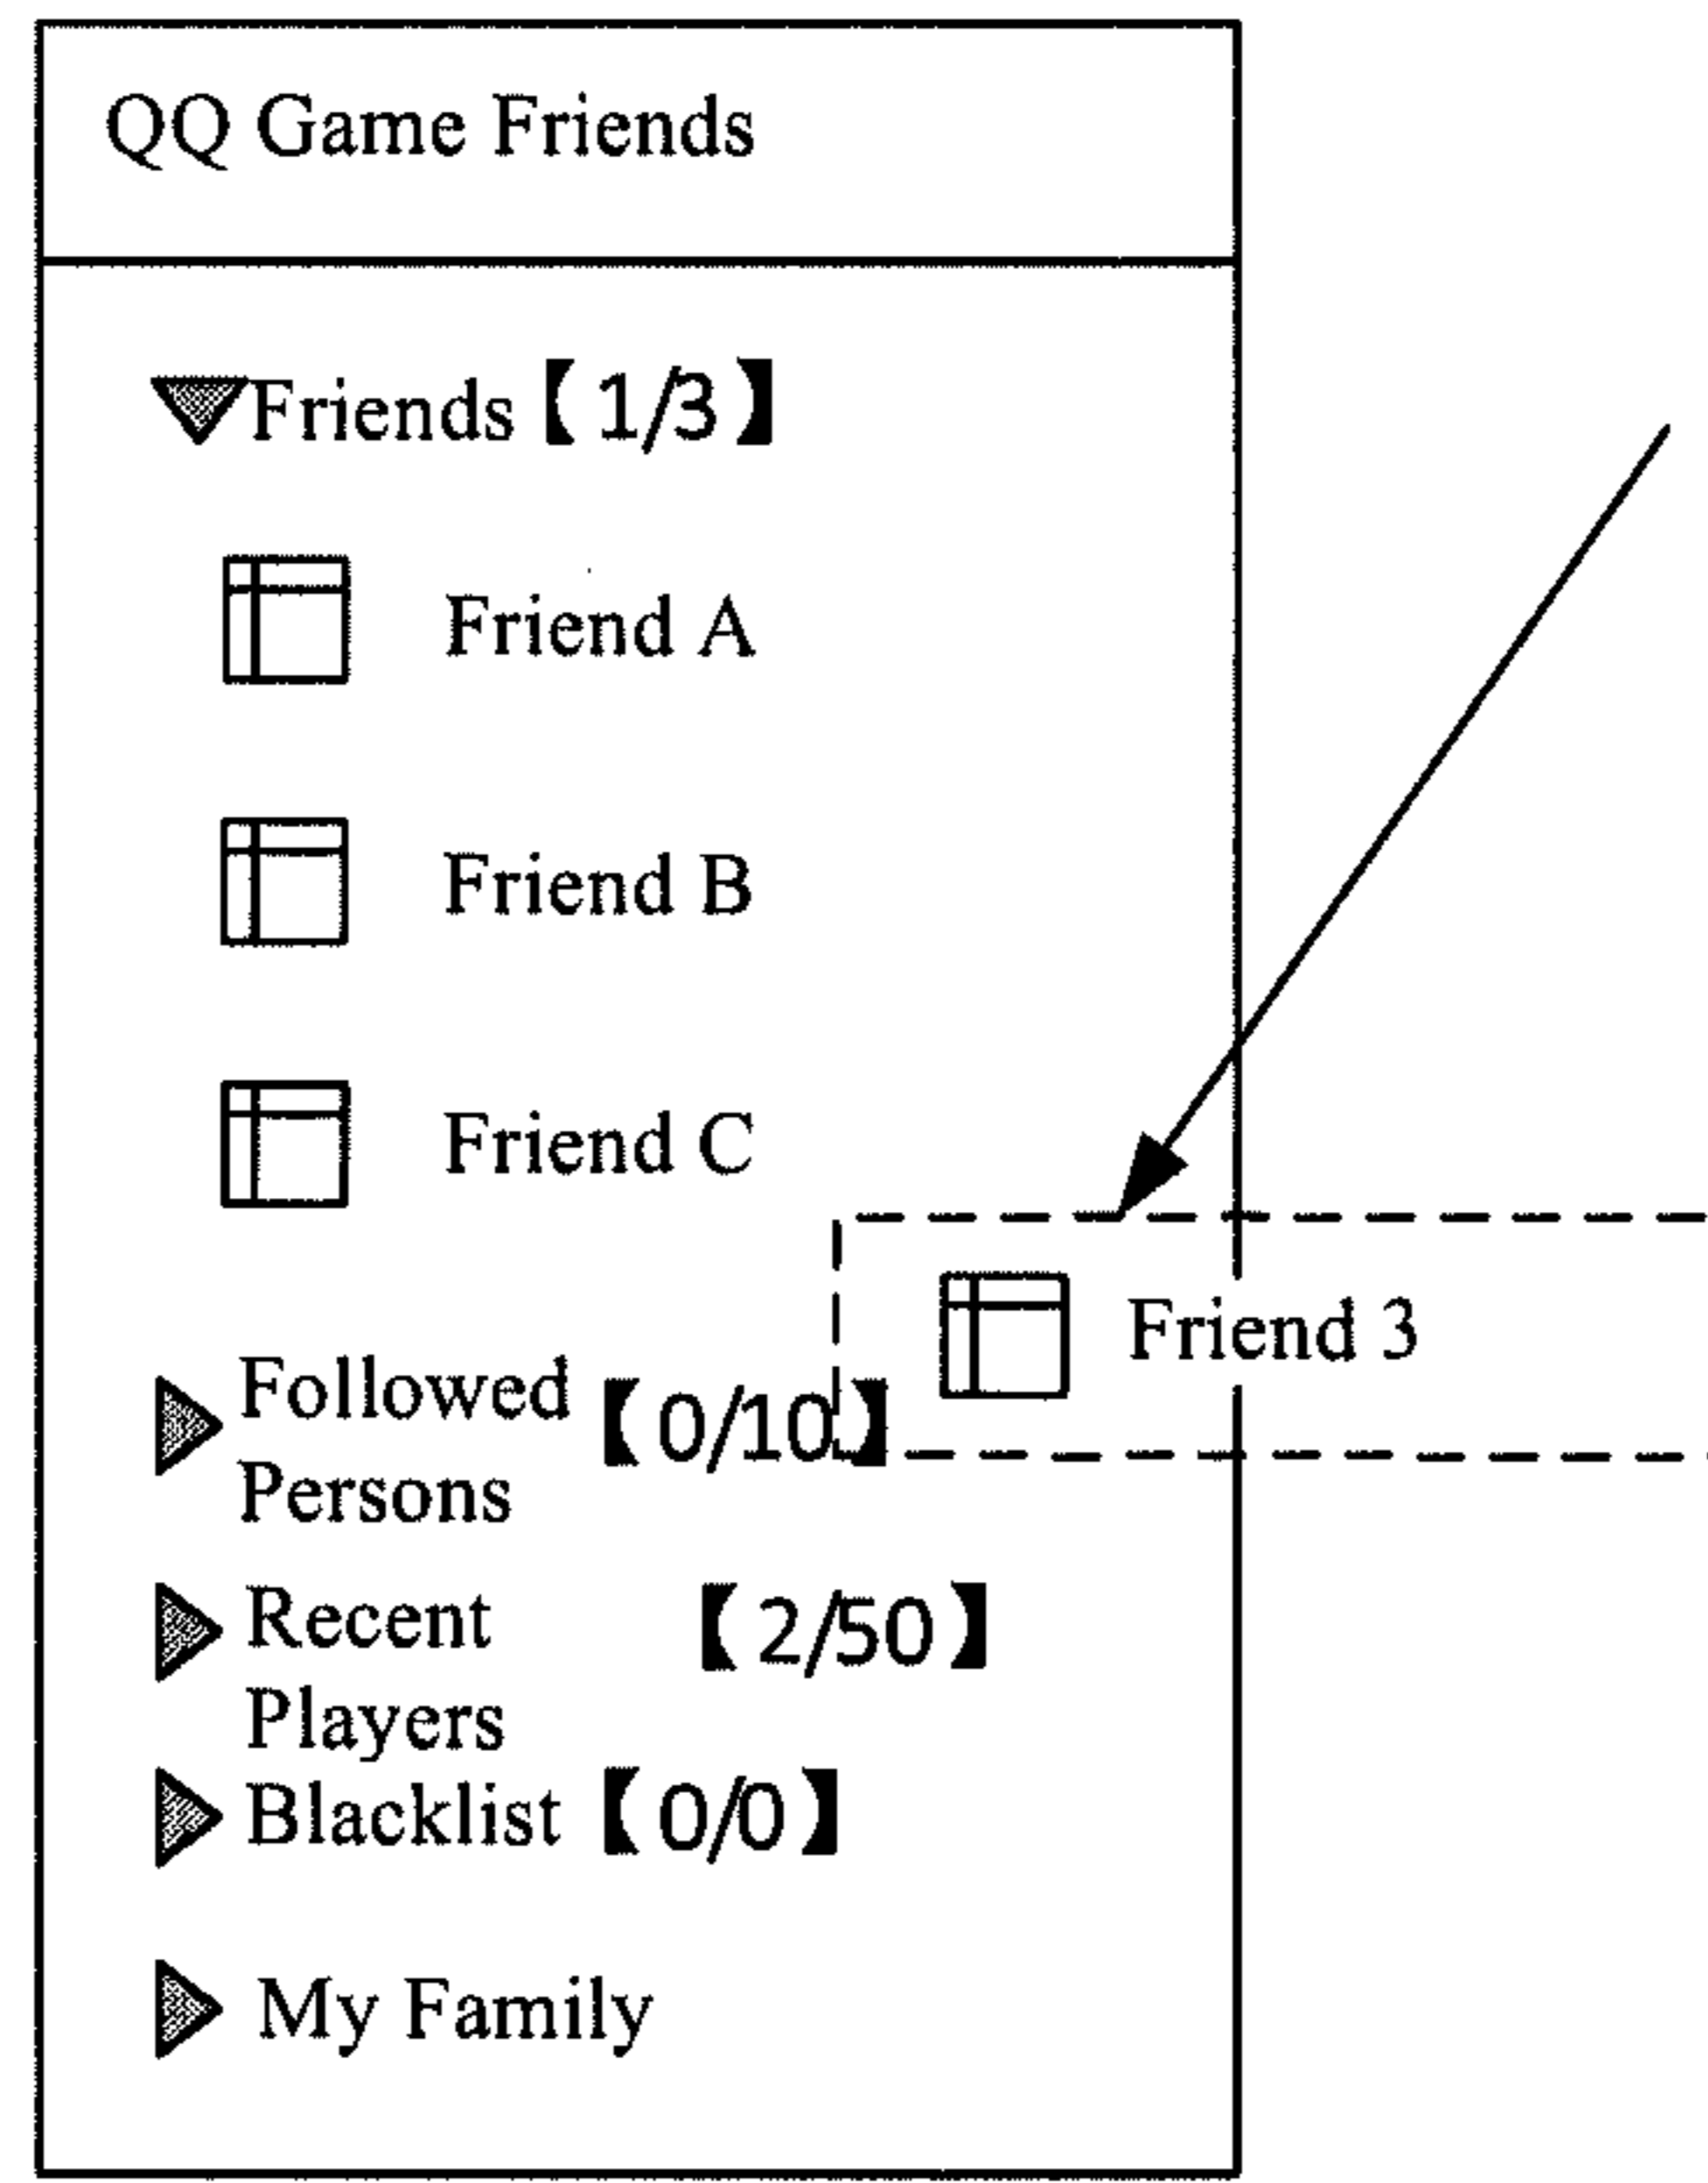 QQ Game Friends
Friends【1/3】
Friend A
Friend B
Friend C
Friend 3
Followed【0/10】
Persons
Recent【2/50】
Players
Blacklist【0/0】
My Family